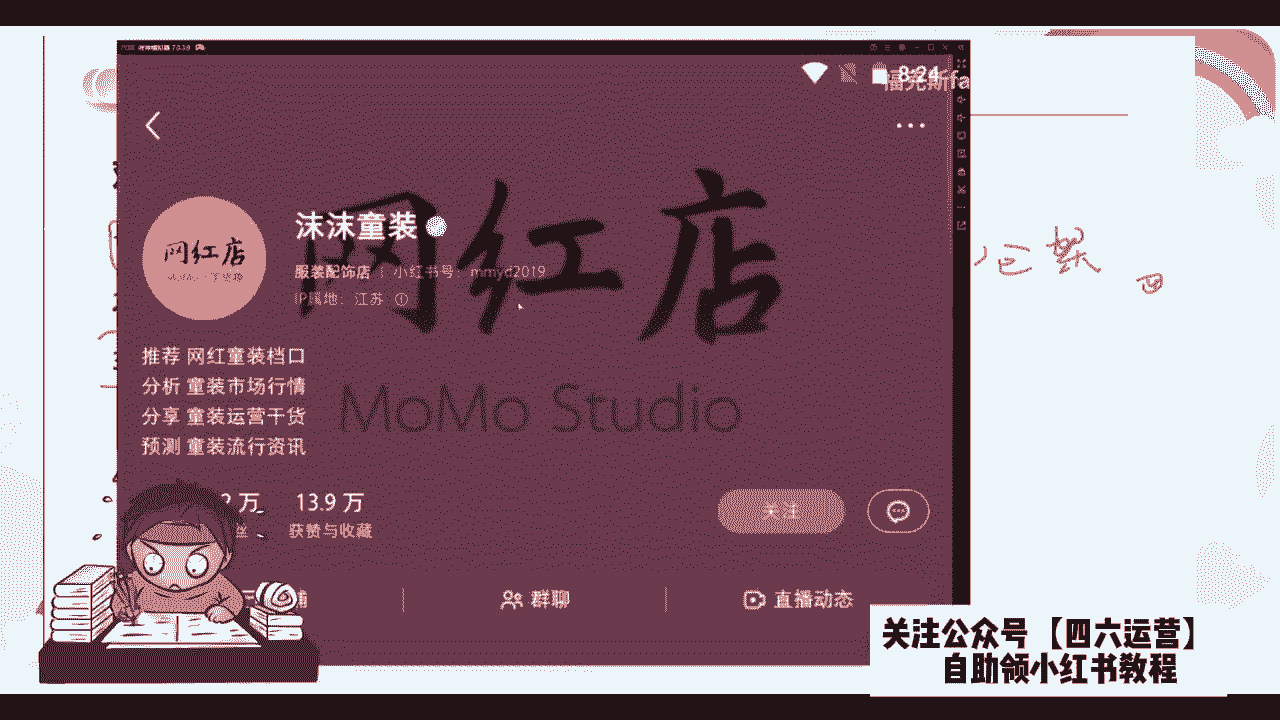 8:24
网红店
沫沫童装
服装配饰店 | 小红书号：mmyd2019
IP属地：江苏
网红店
推荐 网红童装档口
分析 童装市场行情
分享 童装运营干货
预测 童装流行资讯
MoMo Studio
万
13.9 万
获赞与收藏
关注
群聊
直播动态
关注公众号【四六运营】
自助领小红书教程